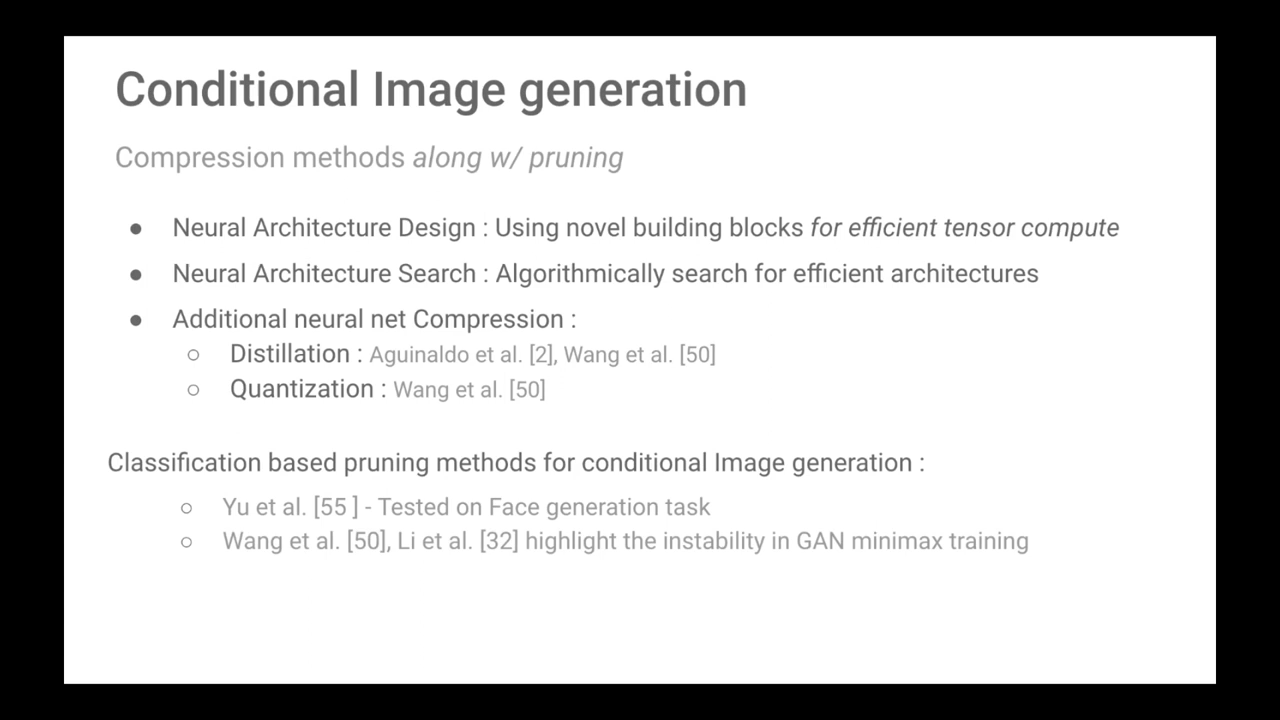 Conditional Image generation
Compression methods along w/ pruning
● Neural Architecture Design : Using novel building blocks for efficient tensor compute
● Neural Architecture Search : Algorithmically search for efficient architectures
● Additional neural net Compression :
○ Distillation : Aguinaldo et al. [2], Wang et al. [50]
○ Quantization : Wang et al. [50]
Classification based pruning methods for conditional Image generation :
○ Yu et al. [55 ] - Tested on Face generation task
○ Wang et al. [50], Li et al. [32] highlight the instability in GAN minimax training